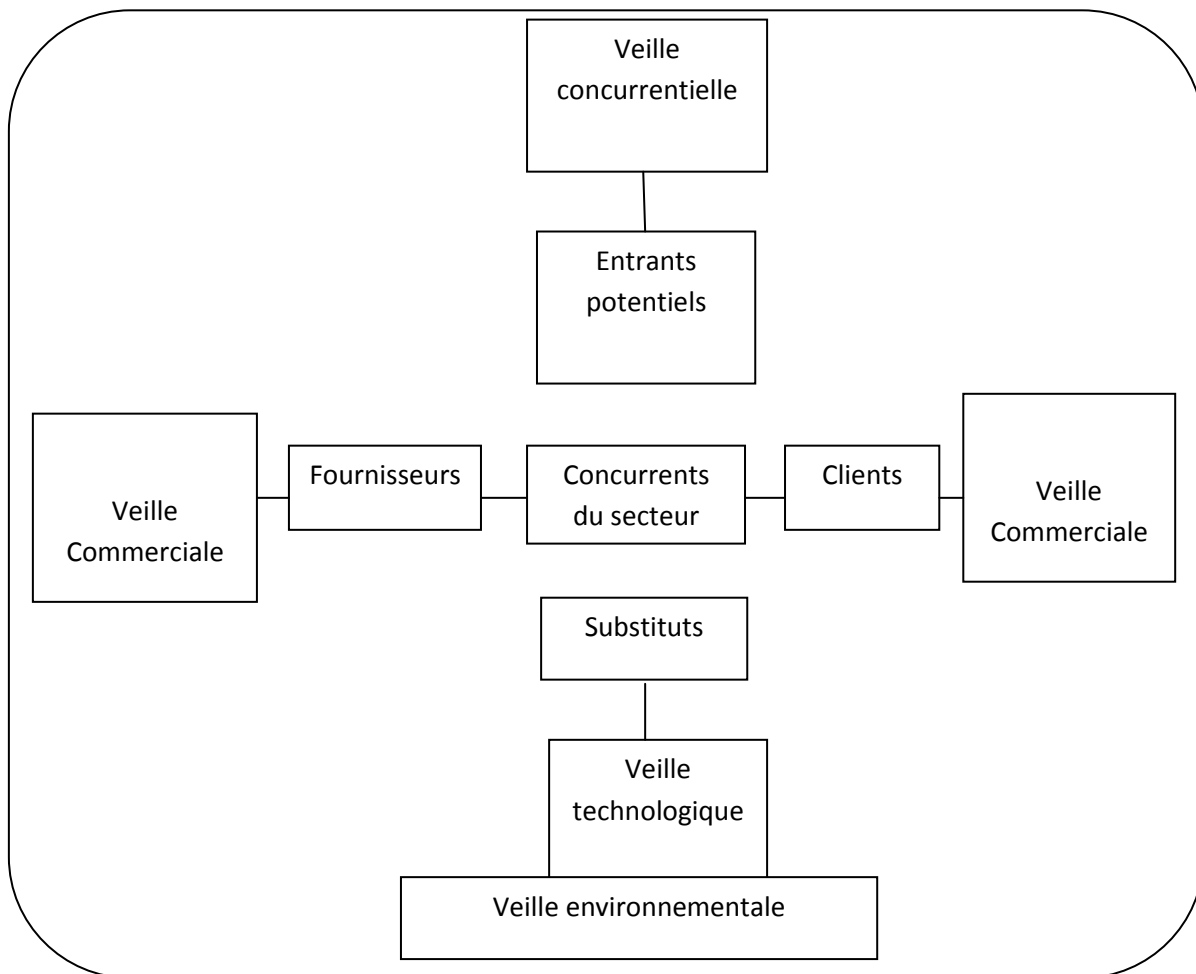 Veille
concurrentielle
Entrants
potentiels
Veille
Commerciale
Fournisseurs
Concurrents
du secteur
Clients
Veille
Commerciale
Substituts
Veille
technologique
Veille environnementale